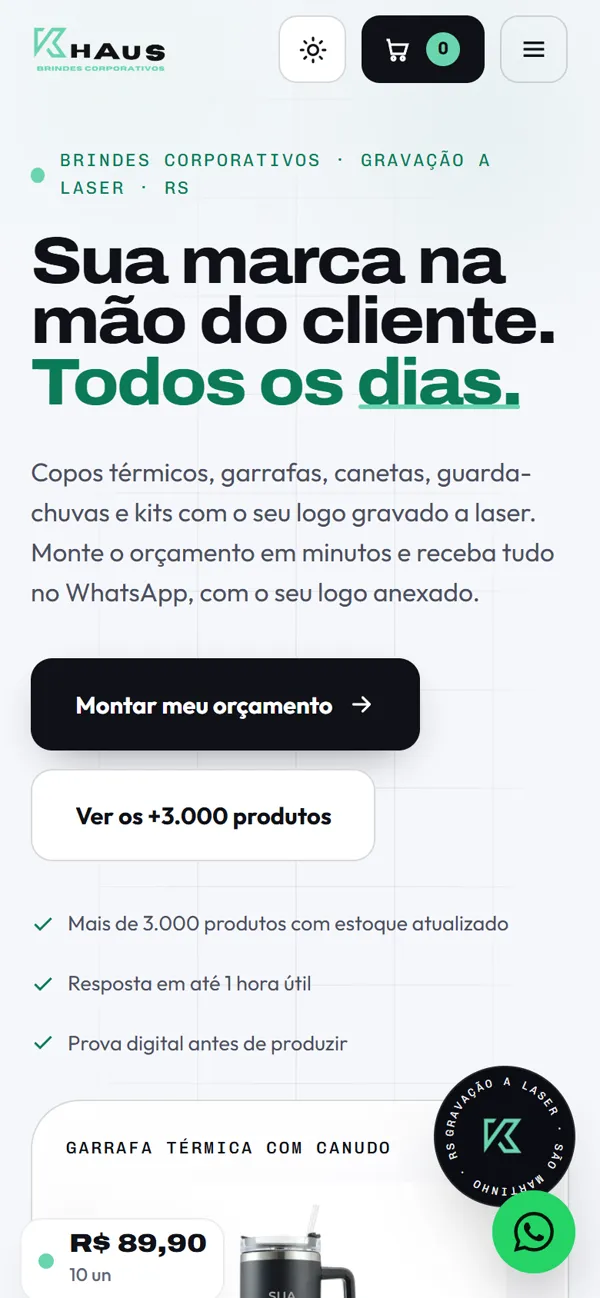 KHAUS
BRINDES CORPORATIVOS
0
BRINDES CORPORATIVOS · GRAVAÇÃO A
LASER · RS
Sua marca na
mão do cliente.
Todos os dias.
Copos térmicos, garrafas, canetas, guarda-
chuvas e kits com o seu logo gravado a laser.
Monte o orçamento em minutos e receba tudo
no WhatsApp, com o seu logo anexado.
Montar meu orçamento →
Ver os +3.000 produtos
Mais de 3.000 produtos com estoque atualizado
Resposta em até 1 hora útil
Prova digital antes de produzir
GRAVAÇÃO A LASER · SÃO MARTINHO · RS
K
GARRAFA TÉRMICA COM CANUDO
R$ 89,90
10 un
SUA